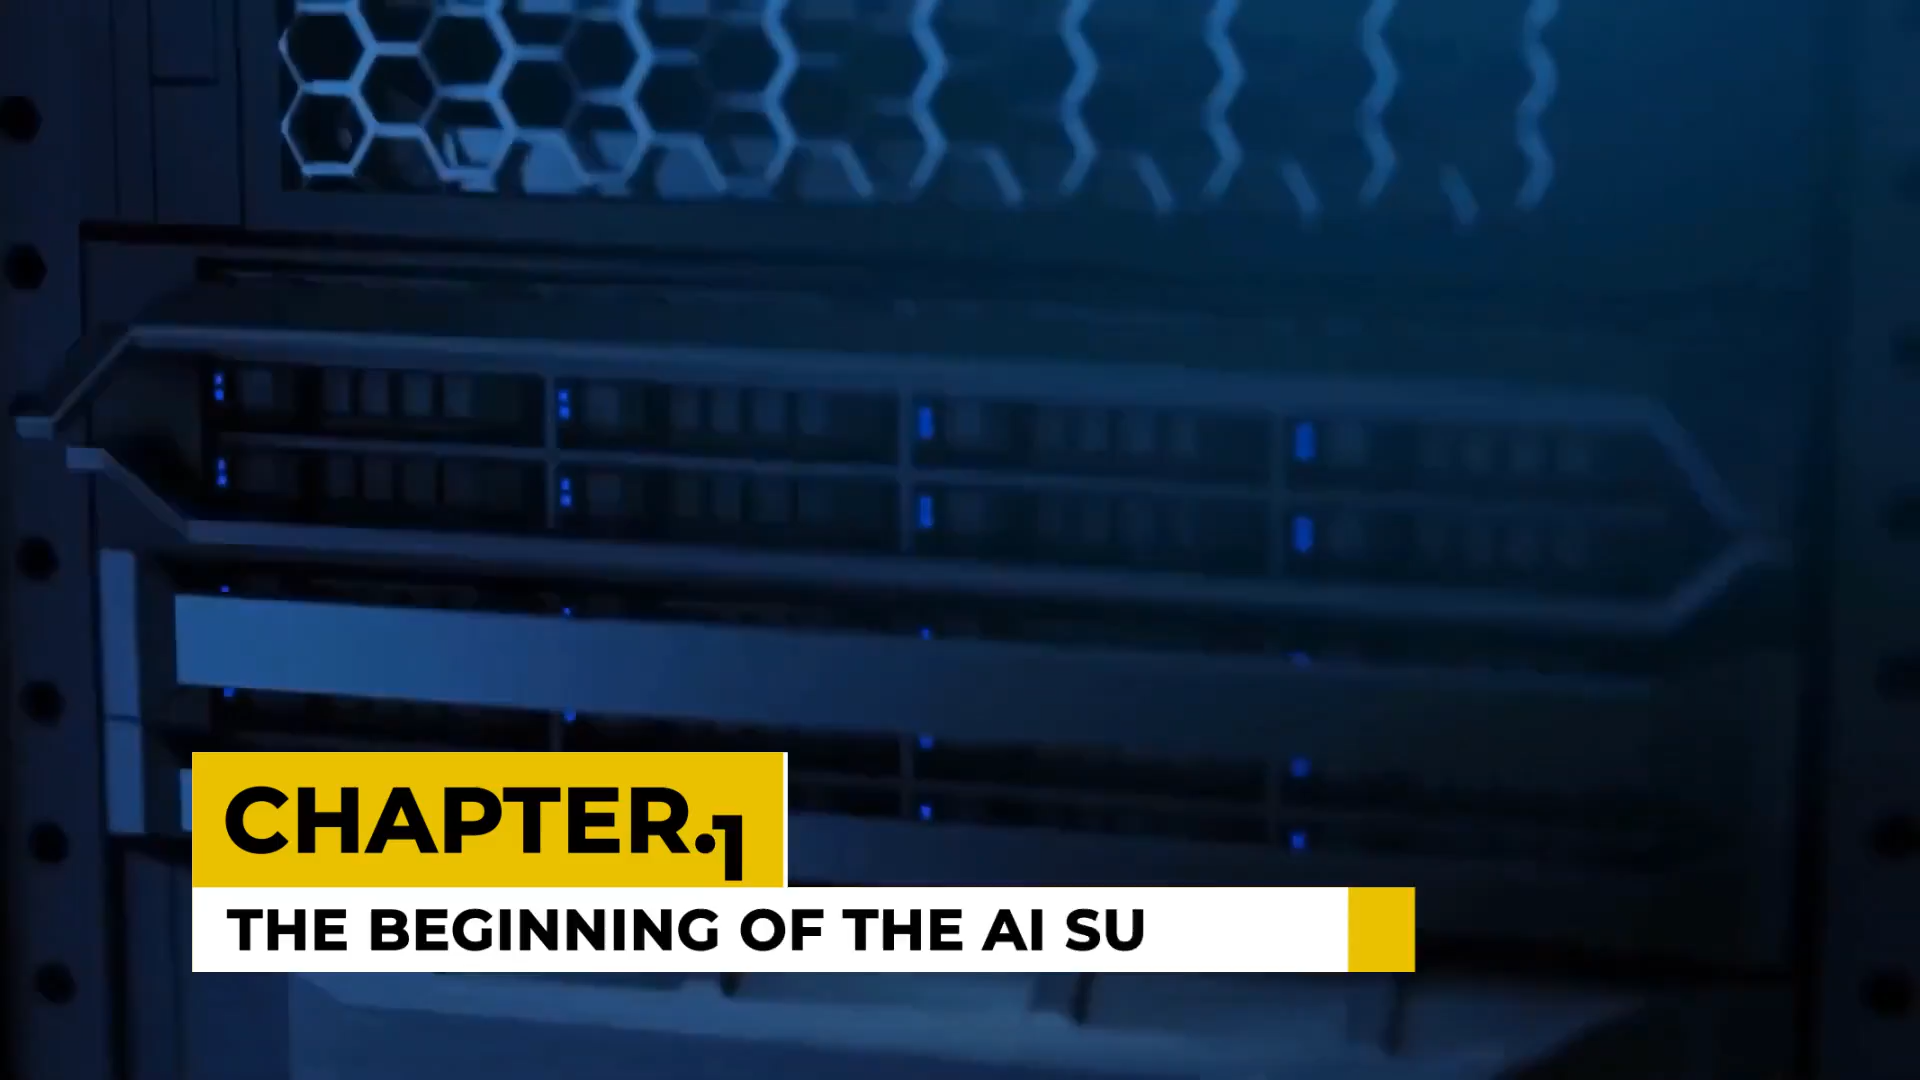 CHAPTER.1
THE BEGINNING OF THE AI SU